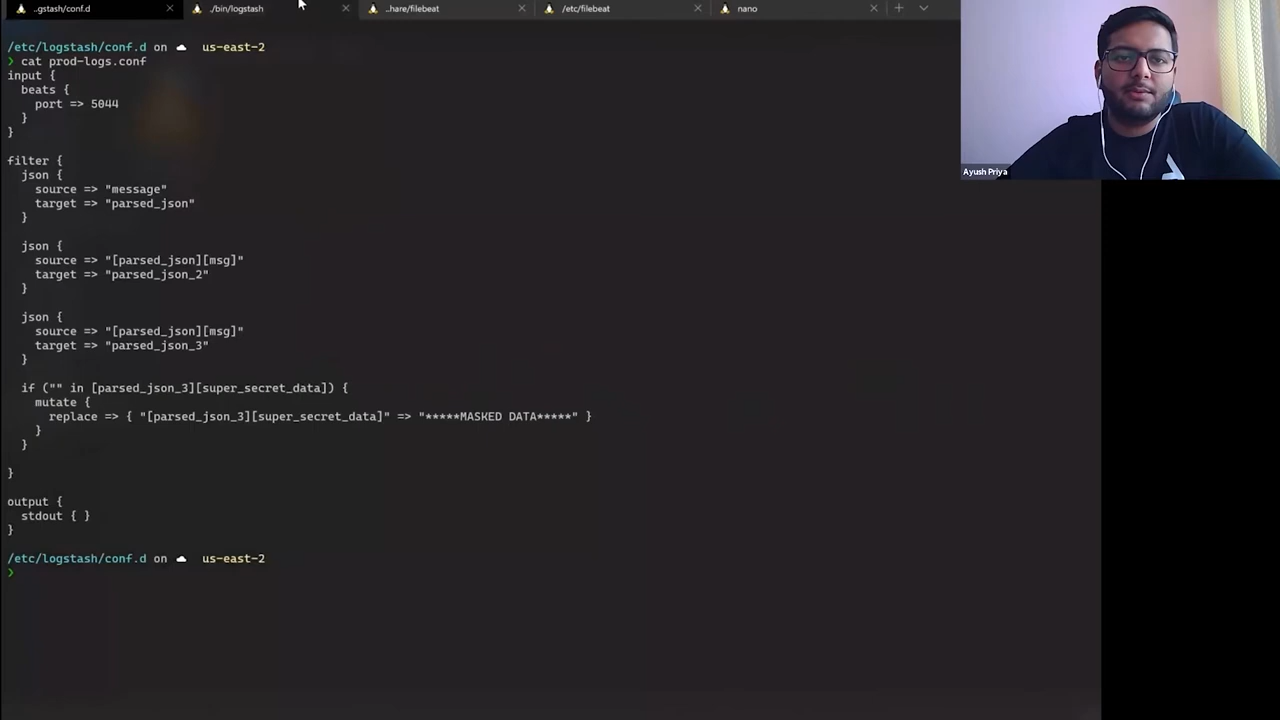 ..gstash/conf.d
./bin/logstash
..hare/filebeat
/etc/filebeat
nano
/etc/logstash/conf.d on us-east-2
❯ cat prod-logs.conf
input {
  beats {
    port => 5044
  }
}
filter {
  json {
    source => "message"
    target => "parsed_json"
  }
  json {
    source => "[parsed_json][msg]"
    target => "parsed_json_2"
  }
  json {
    source => "[parsed_json][msg]"
    target => "parsed_json_3"
  }
  if ("" in [parsed_json_3][super_secret_data]) {
    mutate {
      replace => { "[parsed_json_3][super_secret_data]" => "*****MASKED DATA*****" }
    }
  }
}
output {
  stdout { }
}
/etc/logstash/conf.d on us-east-2
❯
Ayush Priya